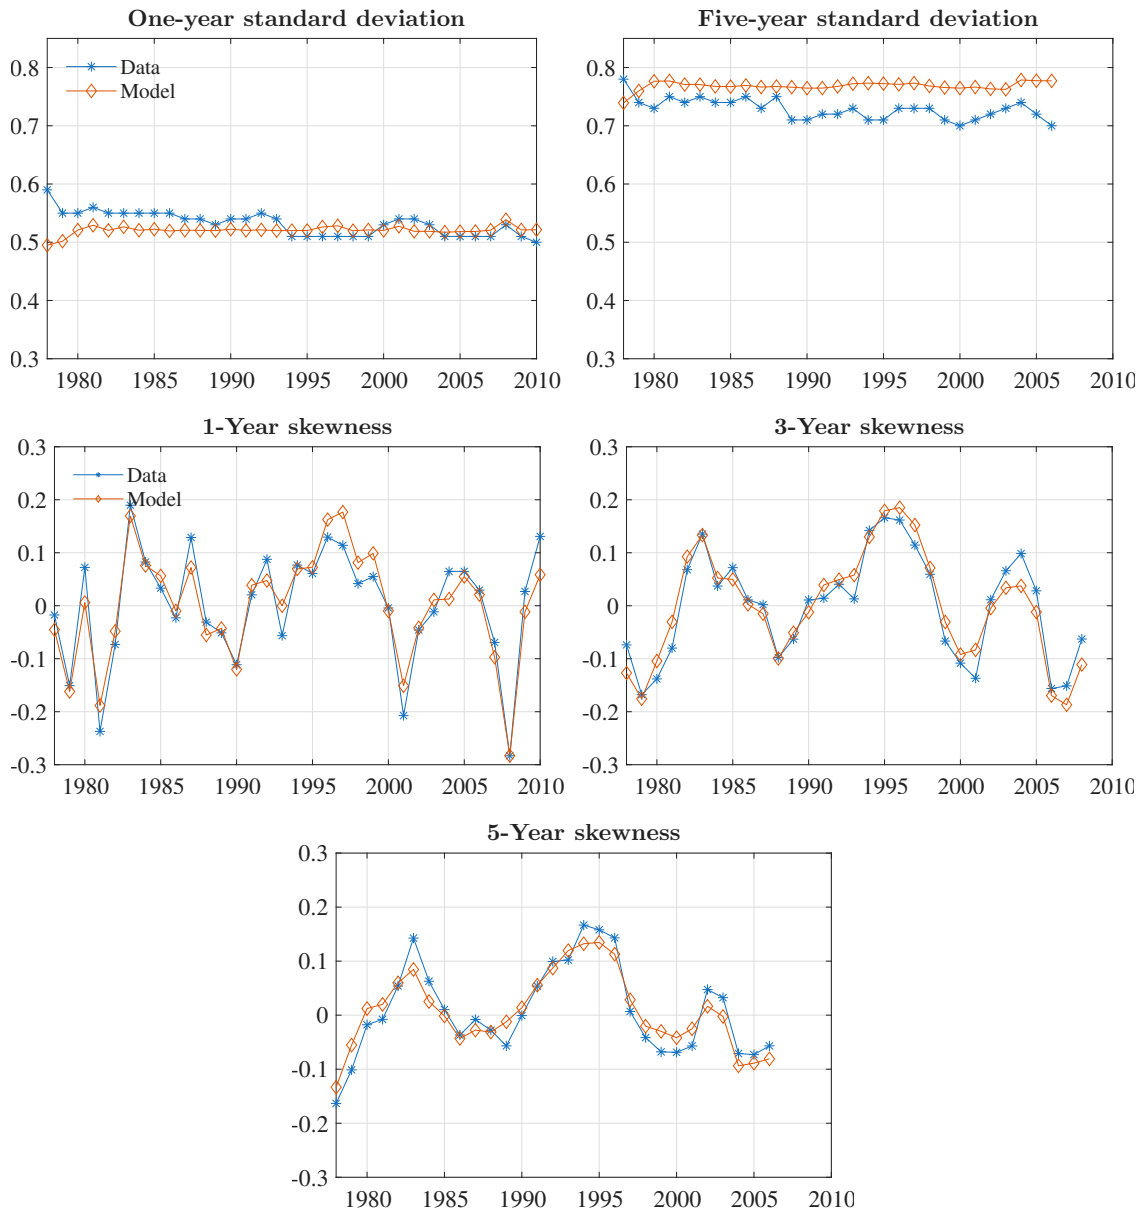 One-year standard deviation
0.8
0.7
0.6
0.5
0.4
0.3
Data
Model
1980 1985 1990 1995 2000 2005 2010
Five-year standard deviation
0.8
0.7
0.6
0.5
0.4
0.3
1980 1985 1990 1995 2000 2005 2010
1-Year skewness
0.3
0.2
0.1
0
-0.1
-0.2
-0.3
Data
Model
1980 1985 1990 1995 2000 2005 2010
3-Year skewness
0.3
0.2
0.1
0
-0.1
-0.2
-0.3
1980 1985 1990 1995 2000 2005 2010
5-Year skewness
0.3
0.2
0.1
0
-0.1
-0.2
-0.3
1980 1985 1990 1995 2000 2005 2010